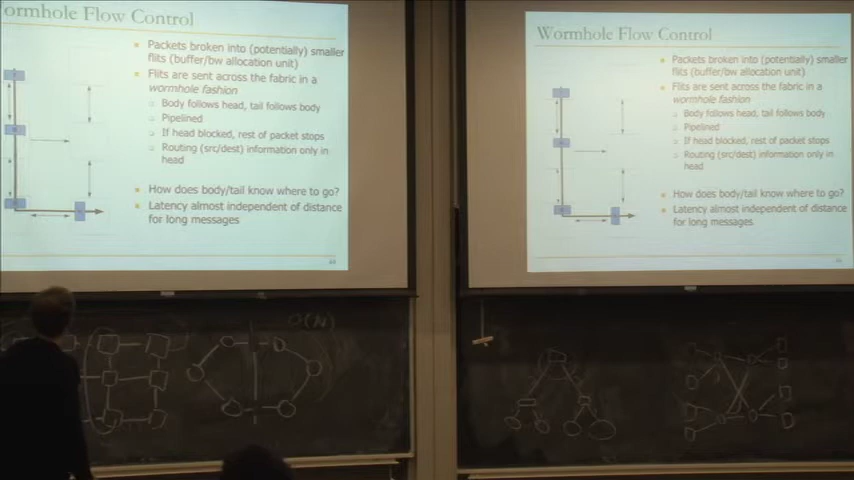 ormhole Flow Control
Packets broken into (potentially) smaller
flits (buffer/bw allocation unit)
Flits are sent across the fabric in a
wormhole fashion
Body follows head, tail follows body
Pipelined
If head blocked, rest of packet stops
Routing (src/dest) information only in
head
How does body/tail know where to go?
Latency almost independent of distance
for long messages
Wormhole Flow Control
Packets broken into (potentially) smaller
flits (buffer/bw allocation unit)
Flits are sent across the fabric in a
wormhole fashion
Body follows head, tail follows body
Pipelined
If head blocked, rest of packet stops
Routing (src/dest) information only in
head
How does body/tail know where to go?
Latency almost independent of distance
for long messages
O(N)